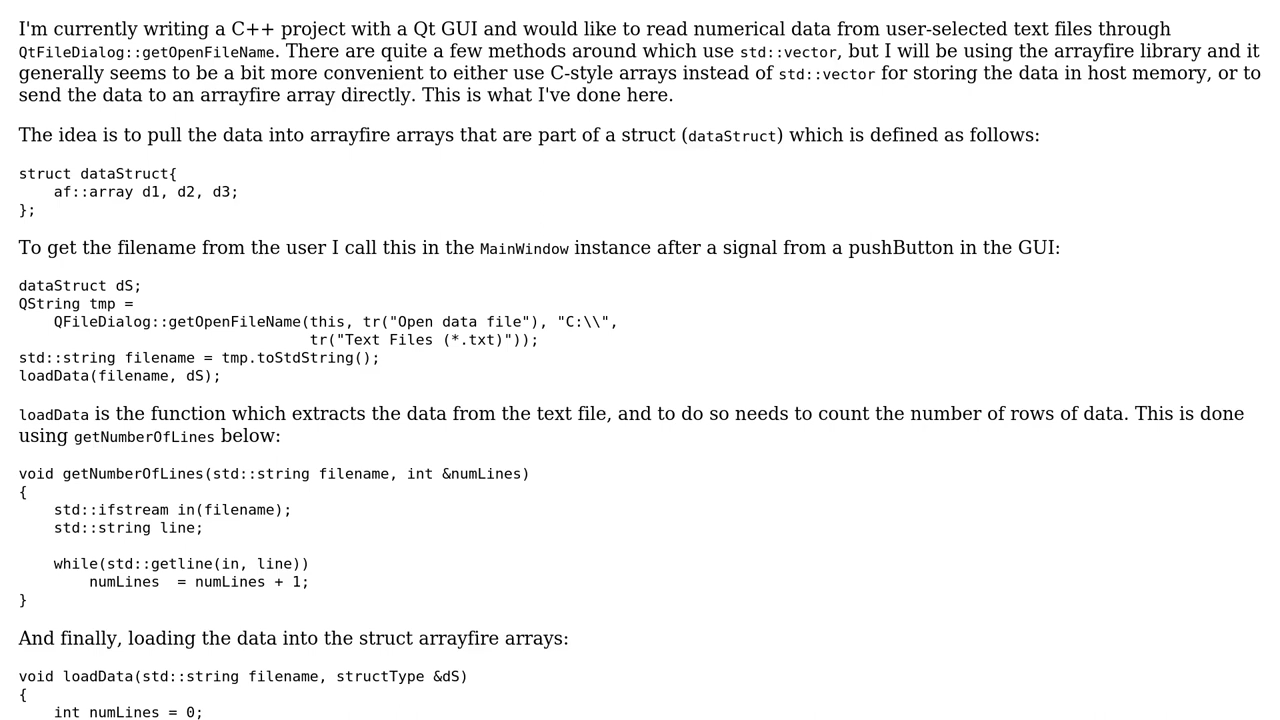 I'm currently writing a C++ project with a Qt GUI and would like to read numerical data from user-selected text files through
QtFileDialog::getOpenFileName. There are quite a few methods around which use std::vector, but I will be using the arrayfire library and it
generally seems to be a bit more convenient to either use C-style arrays instead of std::vector for storing the data in host memory, or to
send the data to an arrayfire array directly. This is what I've done here.
The idea is to pull the data into arrayfire arrays that are part of a struct (dataStruct) which is defined as follows:
struct dataStruct{
    af::array d1, d2, d3;
};
To get the filename from the user I call this in the MainWindow instance after a signal from a pushButton in the GUI:
dataStruct dS;
QString tmp =
    QFileDialog::getOpenFileName(this, tr("Open data file"), "C:\\",
                                 tr("Text Files (*.txt)"));
std::string filename = tmp.toStdString();
loadData(filename, dS);
loadData is the function which extracts the data from the text file, and to do so needs to count the number of rows of data. This is done
using getNumberOfLines below:
void getNumberOfLines(std::string filename, int &numLines)
{
    std::ifstream in(filename);
    std::string line;
    while(std::getline(in, line))
        numLines  = numLines + 1;
}
And finally, loading the data into the struct arrayfire arrays:
void loadData(std::string filename, structType &dS)
{
    int numLines = 0;